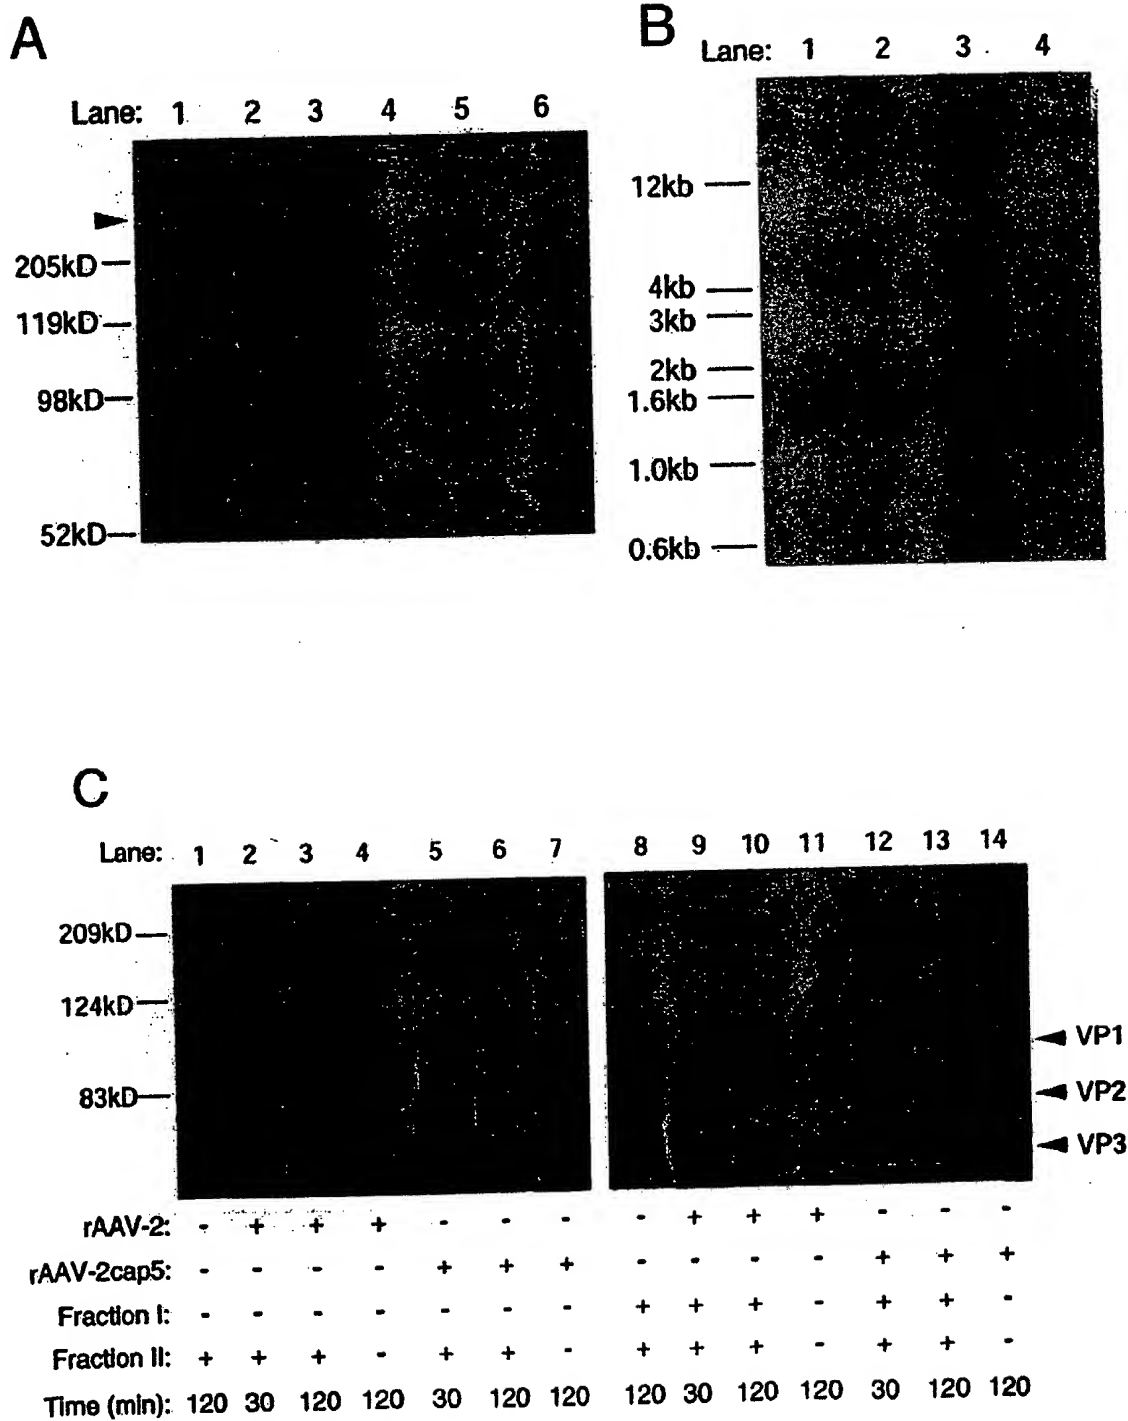 A
Lane: 1 2 3 4 5 6
205kD
119kD
98kD
52kD
B
Lane: 1 2 3 4
12kb
4kb
3kb
2kb
1.6kb
1.0kb
0.6kb
C
Lane: 1 2 3 4 5 6 7 8 9 10 11 12 13 14
209kD
124kD
83kD
VP1
VP2
VP3
rAAV-2: - + + + - - - - + + + - - -
rAAV-2cap5: - - - - + + + - - - - + + +
Fraction I: - - - - - - - + + + - + + -
Fraction II: + + + - + + - + + + - + + -
Time (min): 120 30 120 120 30 120 120 120 30 120 120 30 120 120